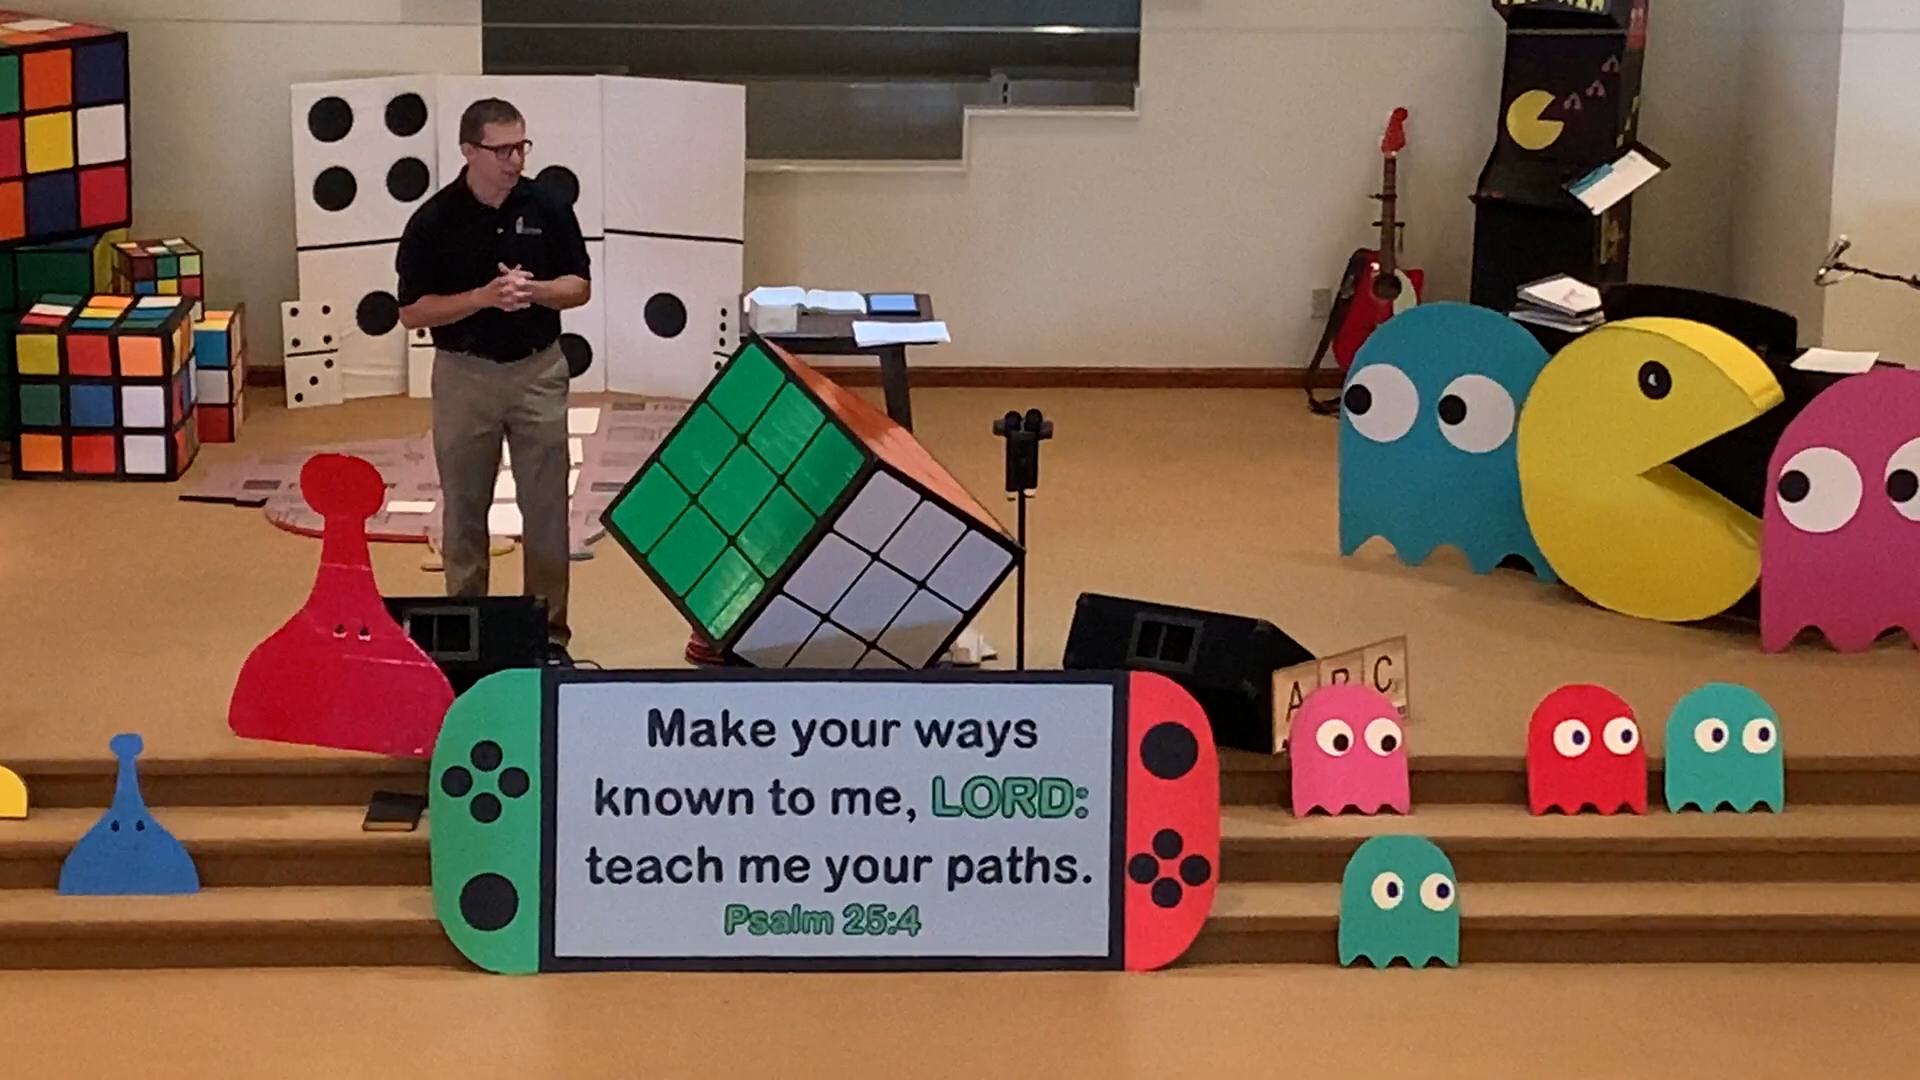 Make your ways
known to me, LORD:
teach me your paths.
Psalm 25:4
A B C